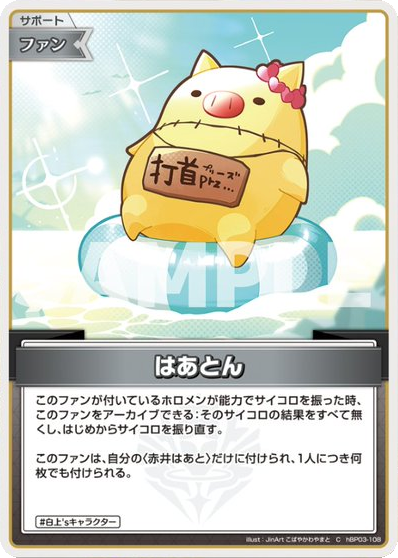 サポート
ファン
打首
プリーズ
Plz...
SAMPLE
はあとん
このファンが付いているホロメンが能力でサイコロを振った時、
このファンをアーカイブできる:そのサイコロの結果をすべて無
くし、はじめからサイコロを振り直す。
このファンは、自分の〈赤井はあと〉だけに付けられ、1人につき何
枚でも付けられる。
#白上'sキャラクター
illust:JinArt こばやかわやまと C hBP03-108